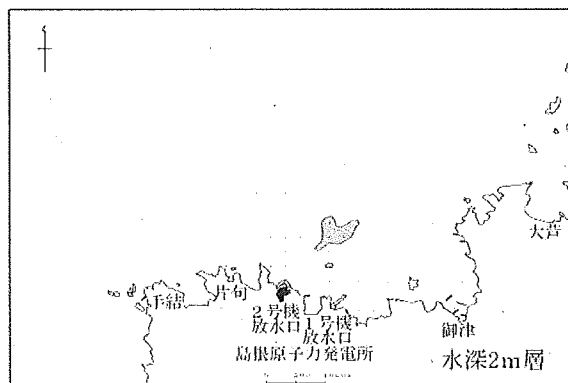 大芦
手結
片句
2号機
放水口
1号機
放水口
御津
島根原子力発電所
水深2m層